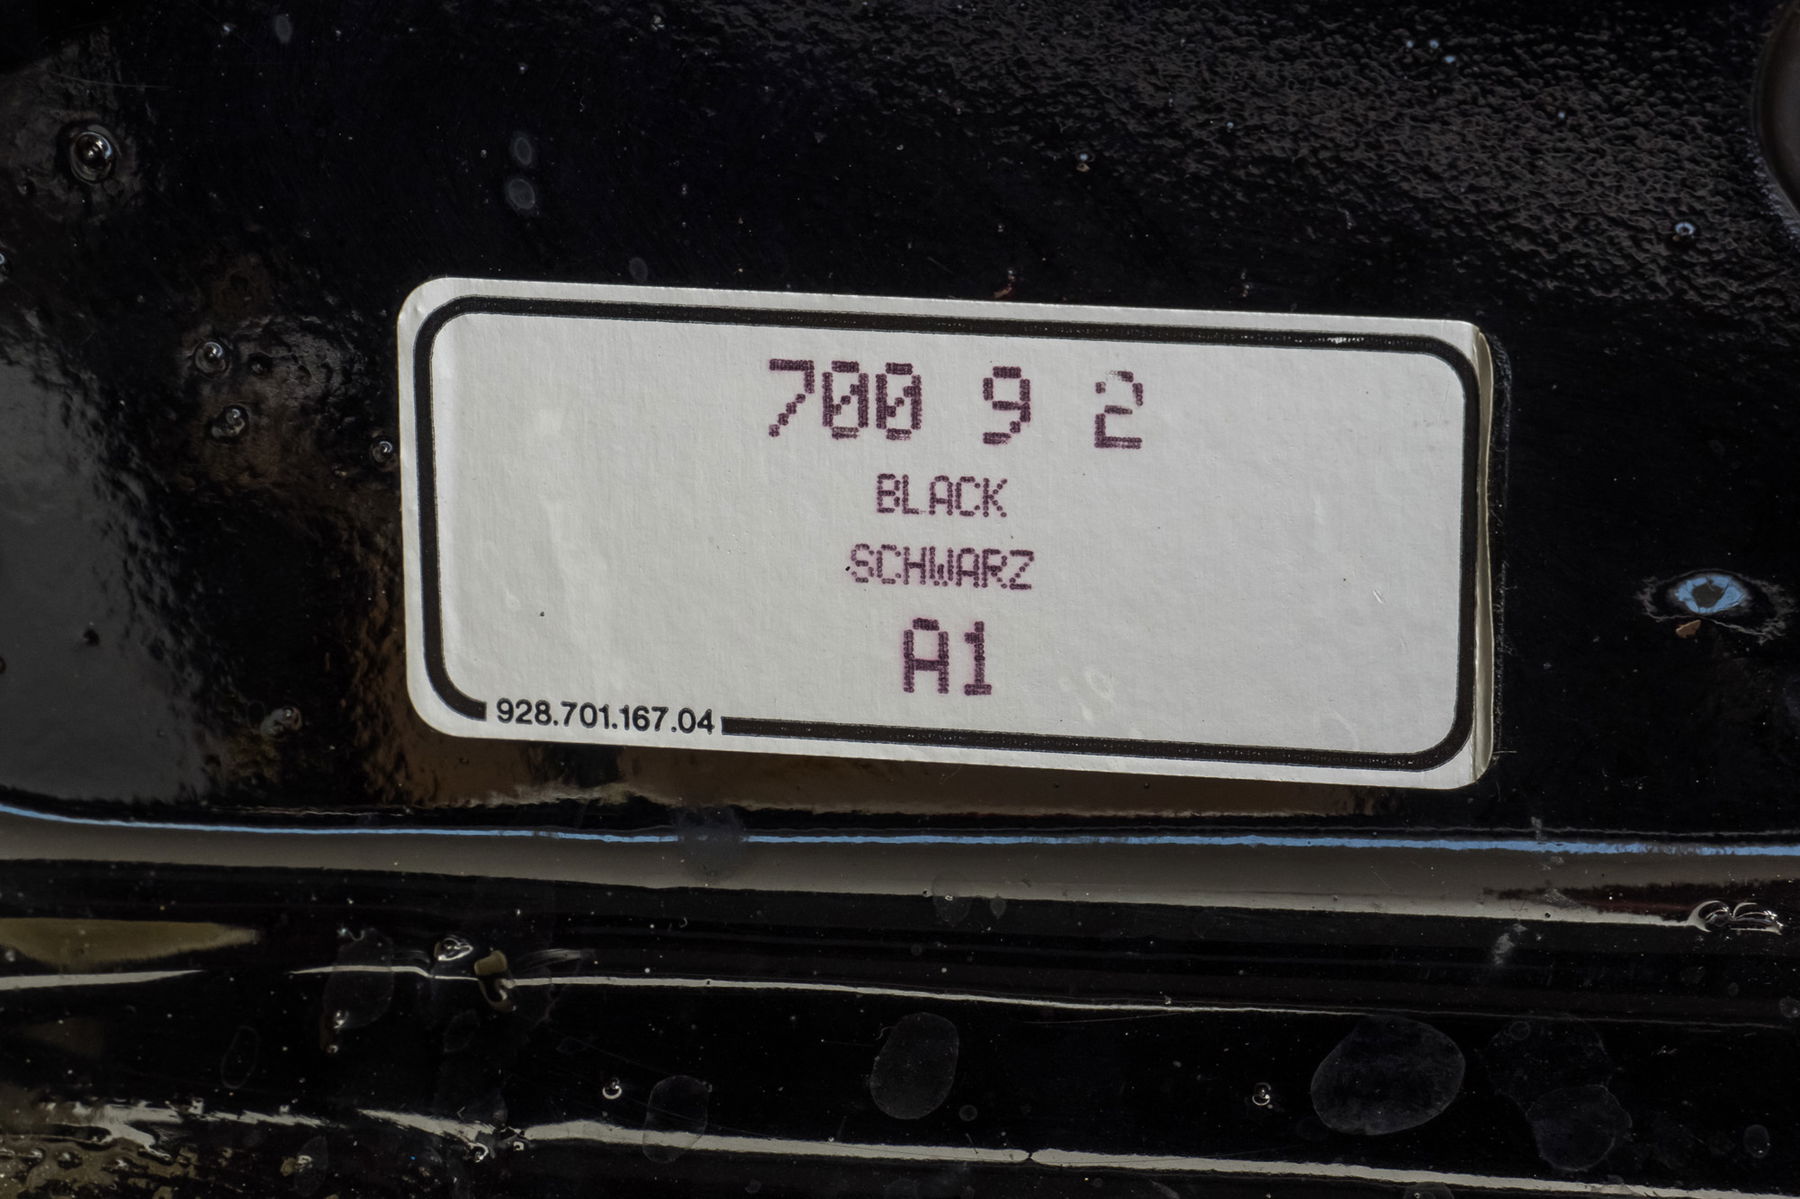 700 9 2
BLACK
SCHWARZ
A1
928.701.167.04